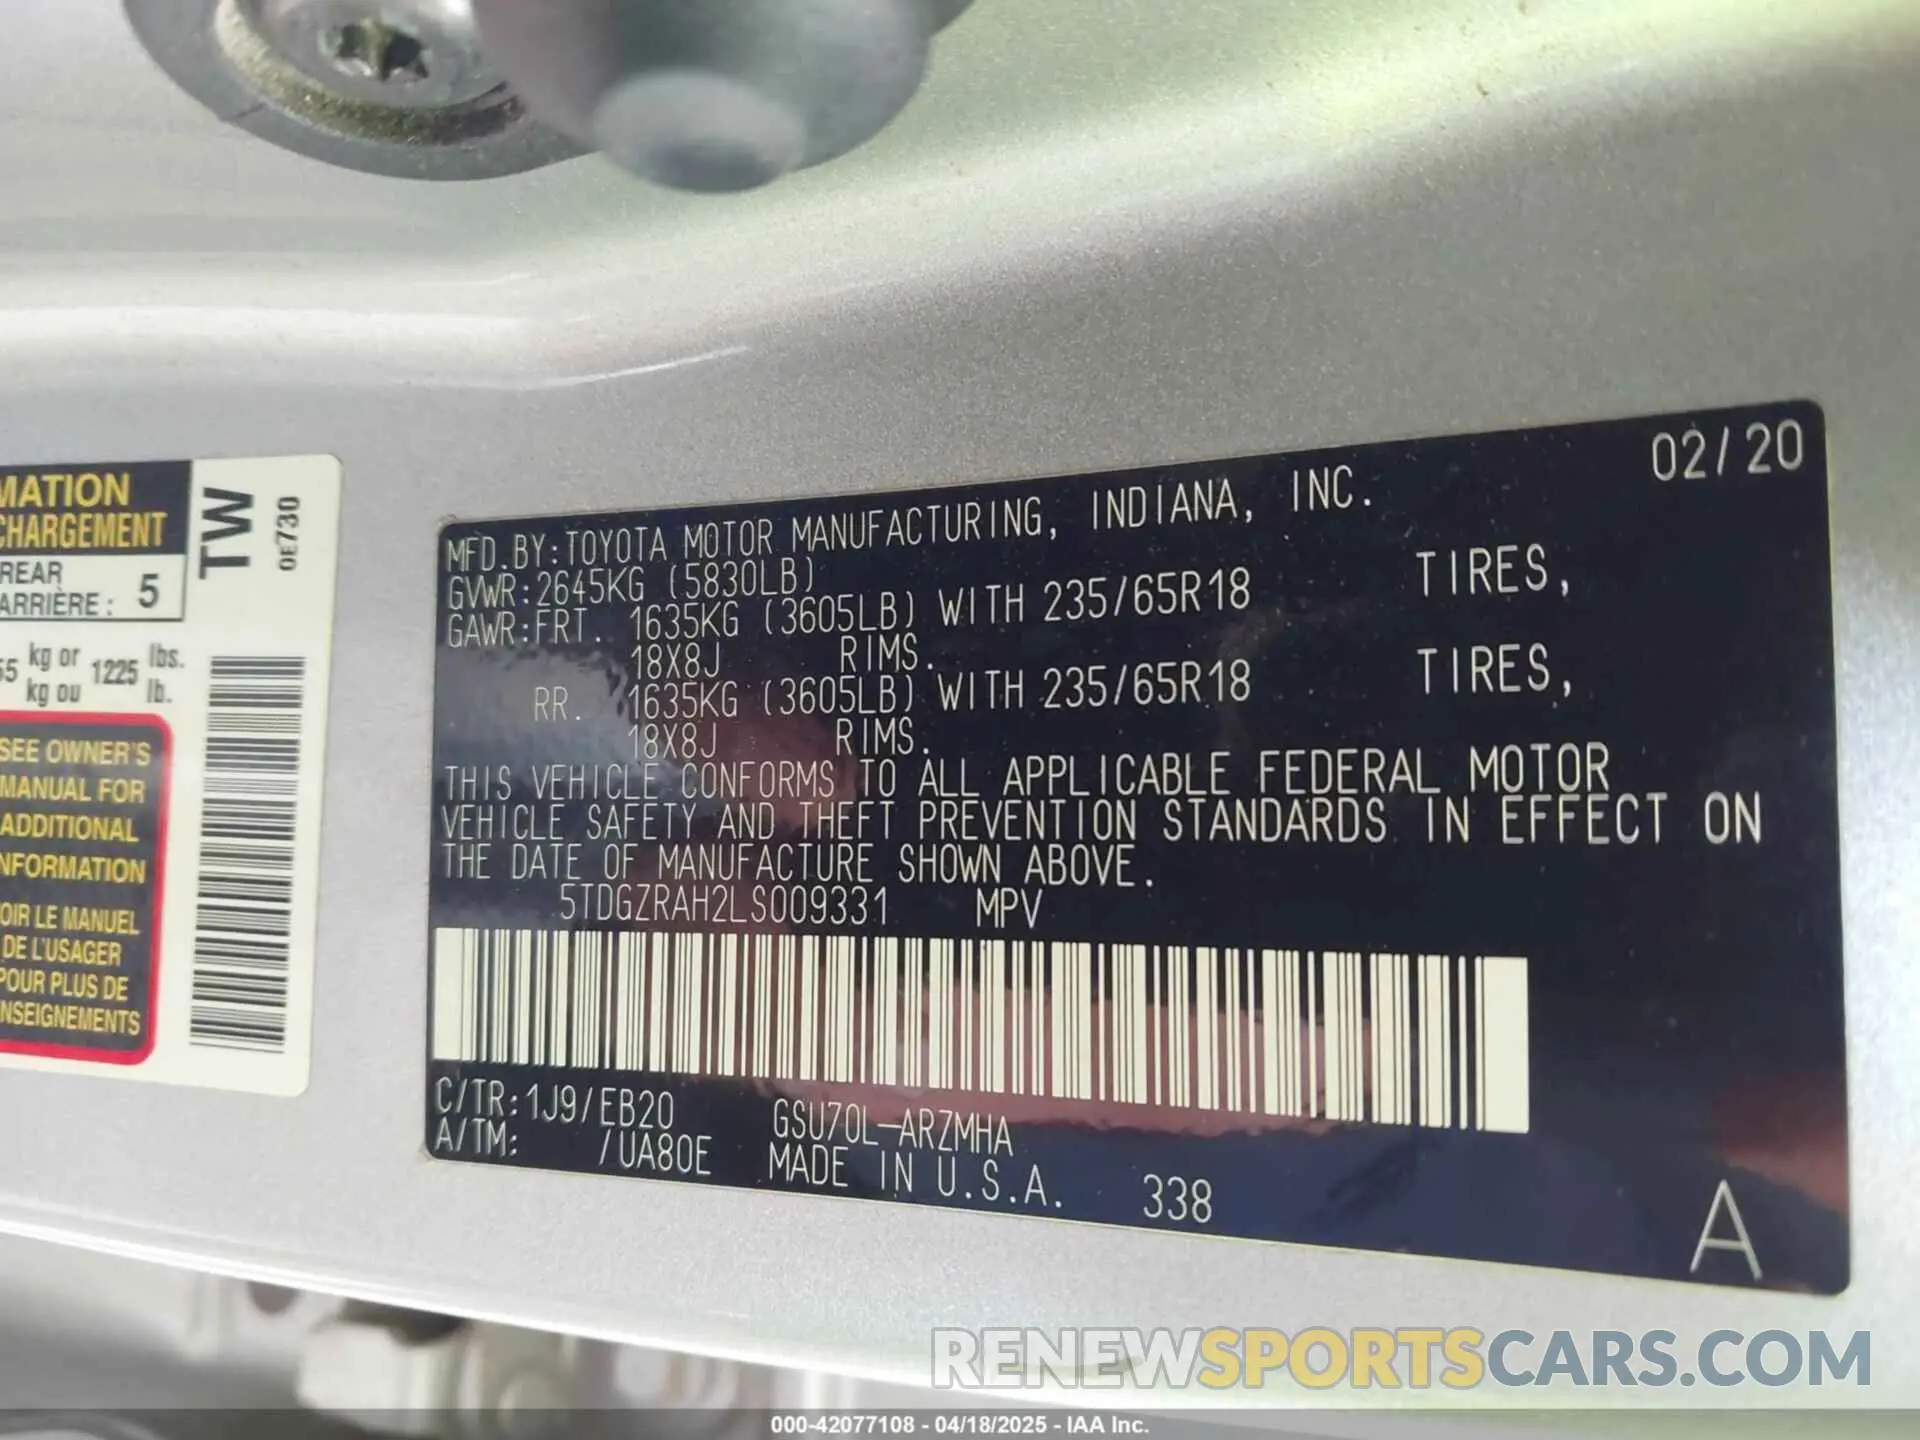 MATION
CHARGEMENT
REAR
ARRIÈRE : 5
55 kg or 1225 lbs.
kg ou lb.
SEE OWNER'S
MANUAL FOR
ADDITIONAL
NFORMATION
OIR LE MANUEL
DE L'USAGER
POUR PLUS DE
NSEIGNEMENTS
TW
0E730
02/20
MFD.BY:TOYOTA MOTOR MANUFACTURING, INDIANA, INC.
GVWR:2645KG (5830LB)
GAWR:FRT. 1635KG (3605LB) WITH 235/65R18 TIRES,
18X8J RIMS.
RR. 1635KG (3605LB) WITH 235/65R18 TIRES,
18X8J RIMS.
THIS VEHICLE CONFORMS TO ALL APPLICABLE FEDERAL MOTOR
VEHICLE SAFETY AND THEFT PREVENTION STANDARDS IN EFFECT ON
THE DATE OF MANUFACTURE SHOWN ABOVE.
5TDGZRAH2LS009331 MPV
C/TR:1J9/EB20 GSU70L-ARZMHA
A/TM: /UA80E MADE IN U.S.A. 338
A
RENEWSPORTSCARS.COM
000-42077108 - 04/18/2025 - IAA Inc.